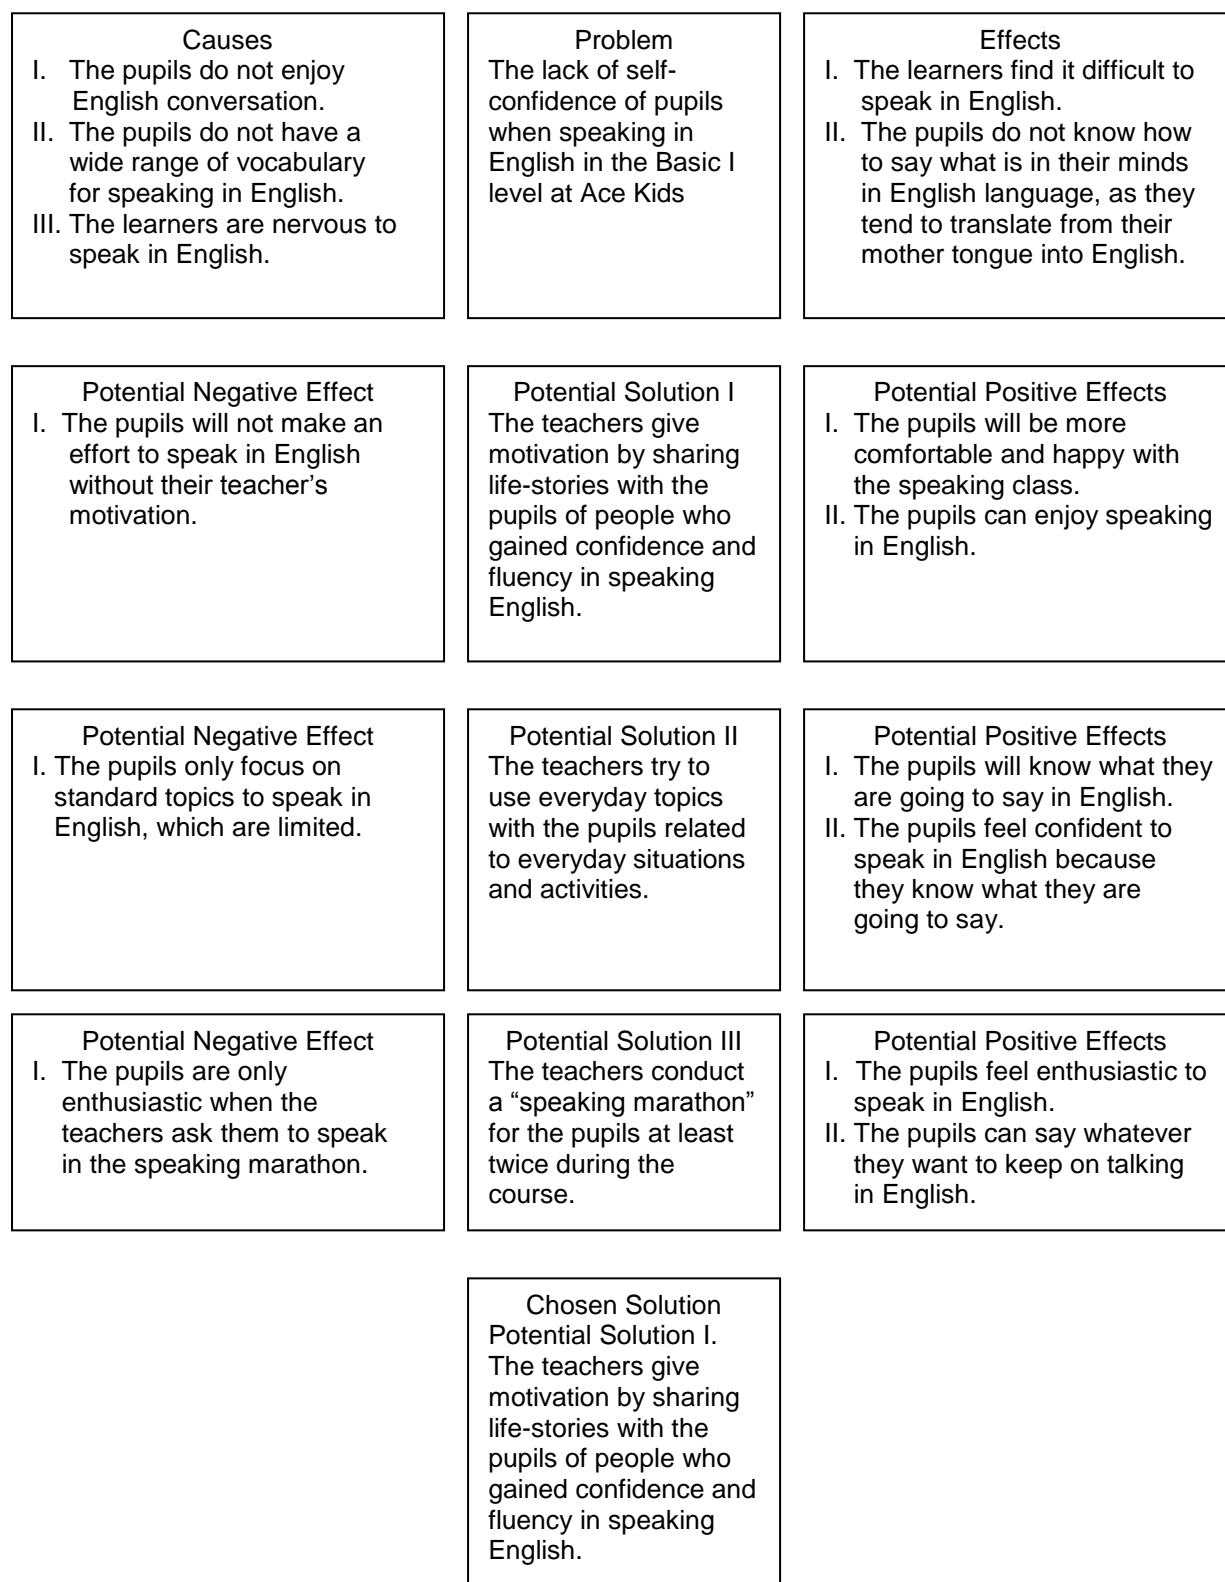 Causes
I. The pupils do not enjoy
English conversation.
II. The pupils do not have a
wide range of vocabulary
for speaking in English.
III. The learners are nervous to
speak in English.
Problem
The lack of self-
confidence of pupils
when speaking in
English in the Basic I
level at Ace Kids
Effects
I. The learners find it difficult to
speak in English.
II. The pupils do not know how
to say what is in their minds
in English language, as they
tend to translate from their
mother tongue into English.
Potential Negative Effect
I. The pupils will not make an
effort to speak in English
without their teacher’s
motivation.
Potential Solution I
The teachers give
motivation by sharing
life-stories with the
pupils of people who
gained confidence and
fluency in speaking
English.
Potential Positive Effects
I. The pupils will be more
comfortable and happy with
the speaking class.
II. The pupils can enjoy speaking
in English.
Potential Negative Effect
I. The pupils only focus on
standard topics to speak in
English, which are limited.
Potential Solution II
The teachers try to
use everyday topics
with the pupils related
to everyday situations
and activities.
Potential Positive Effects
I. The pupils will know what they
are going to say in English.
II. The pupils feel confident to
speak in English because
they know what they are
going to say.
Potential Negative Effect
I. The pupils are only
enthusiastic when the
teachers ask them to speak
in the speaking marathon.
Potential Solution III
The teachers conduct
a “speaking marathon”
for the pupils at least
twice during the
course.
Potential Positive Effects
I. The pupils feel enthusiastic to
speak in English.
II. The pupils can say whatever
they want to keep on talking
in English.
Chosen Solution
Potential Solution I.
The teachers give
motivation by sharing
life-stories with the
pupils of people who
gained confidence and
fluency in speaking
English.